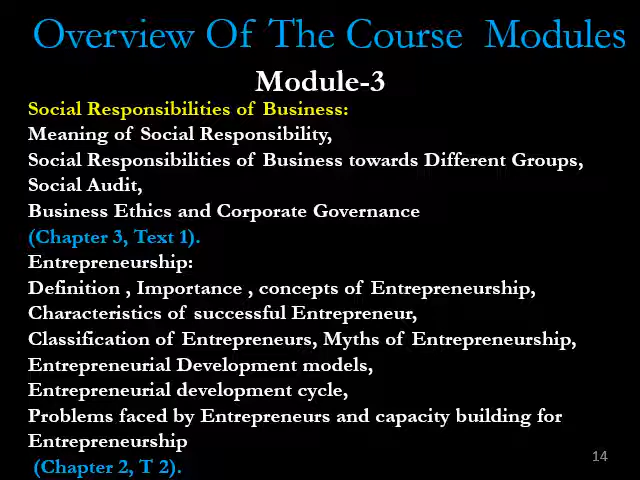 Overview Of The Course Modules
Module-3
Social Responsibilities of Business:
Meaning of Social Responsibility,
Social Responsibilities of Business towards Different Groups,
Social Audit,
Business Ethics and Corporate Governance
(Chapter 3, Text 1).
Entrepreneurship:
Definition , Importance , concepts of Entrepreneurship,
Characteristics of successful Entrepreneur,
Classification of Entrepreneurs, Myths of Entrepreneurship,
Entrepreneurial Development models,
Entrepreneurial development cycle,
Problems faced by Entrepreneurs and capacity building for
Entrepreneurship
(Chapter 2, T 2).
14